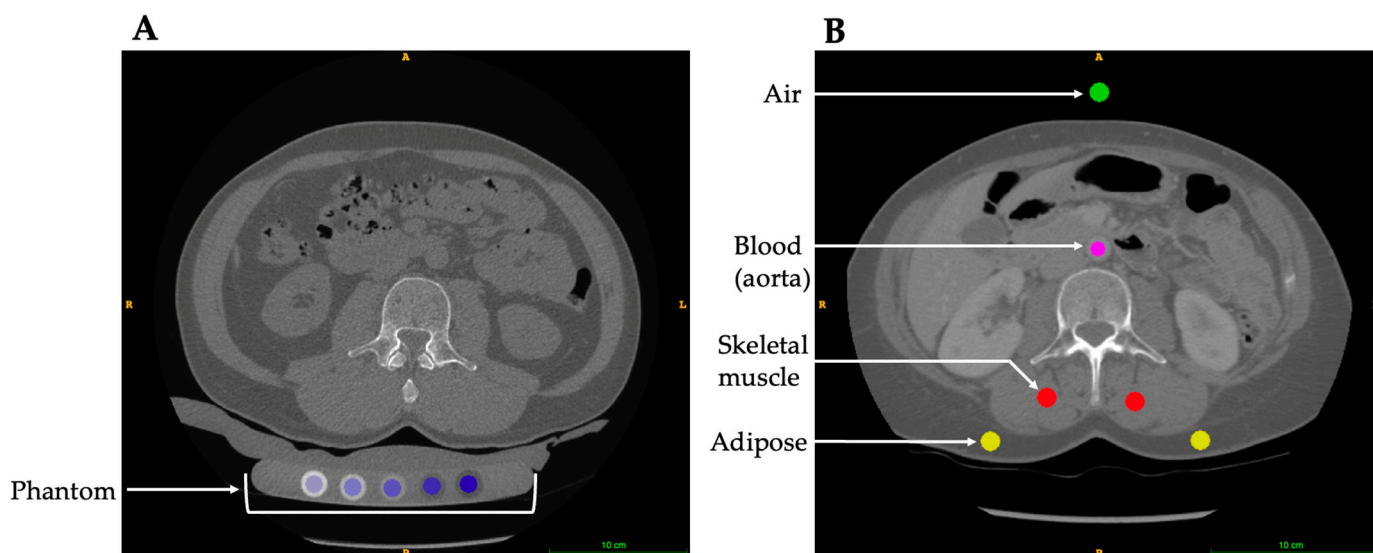 A
B
A
R
L
P
10 cm
Phantom
A
R
P
10 cm
Air
Blood
(aorta)
Skeletal
muscle
Adipose